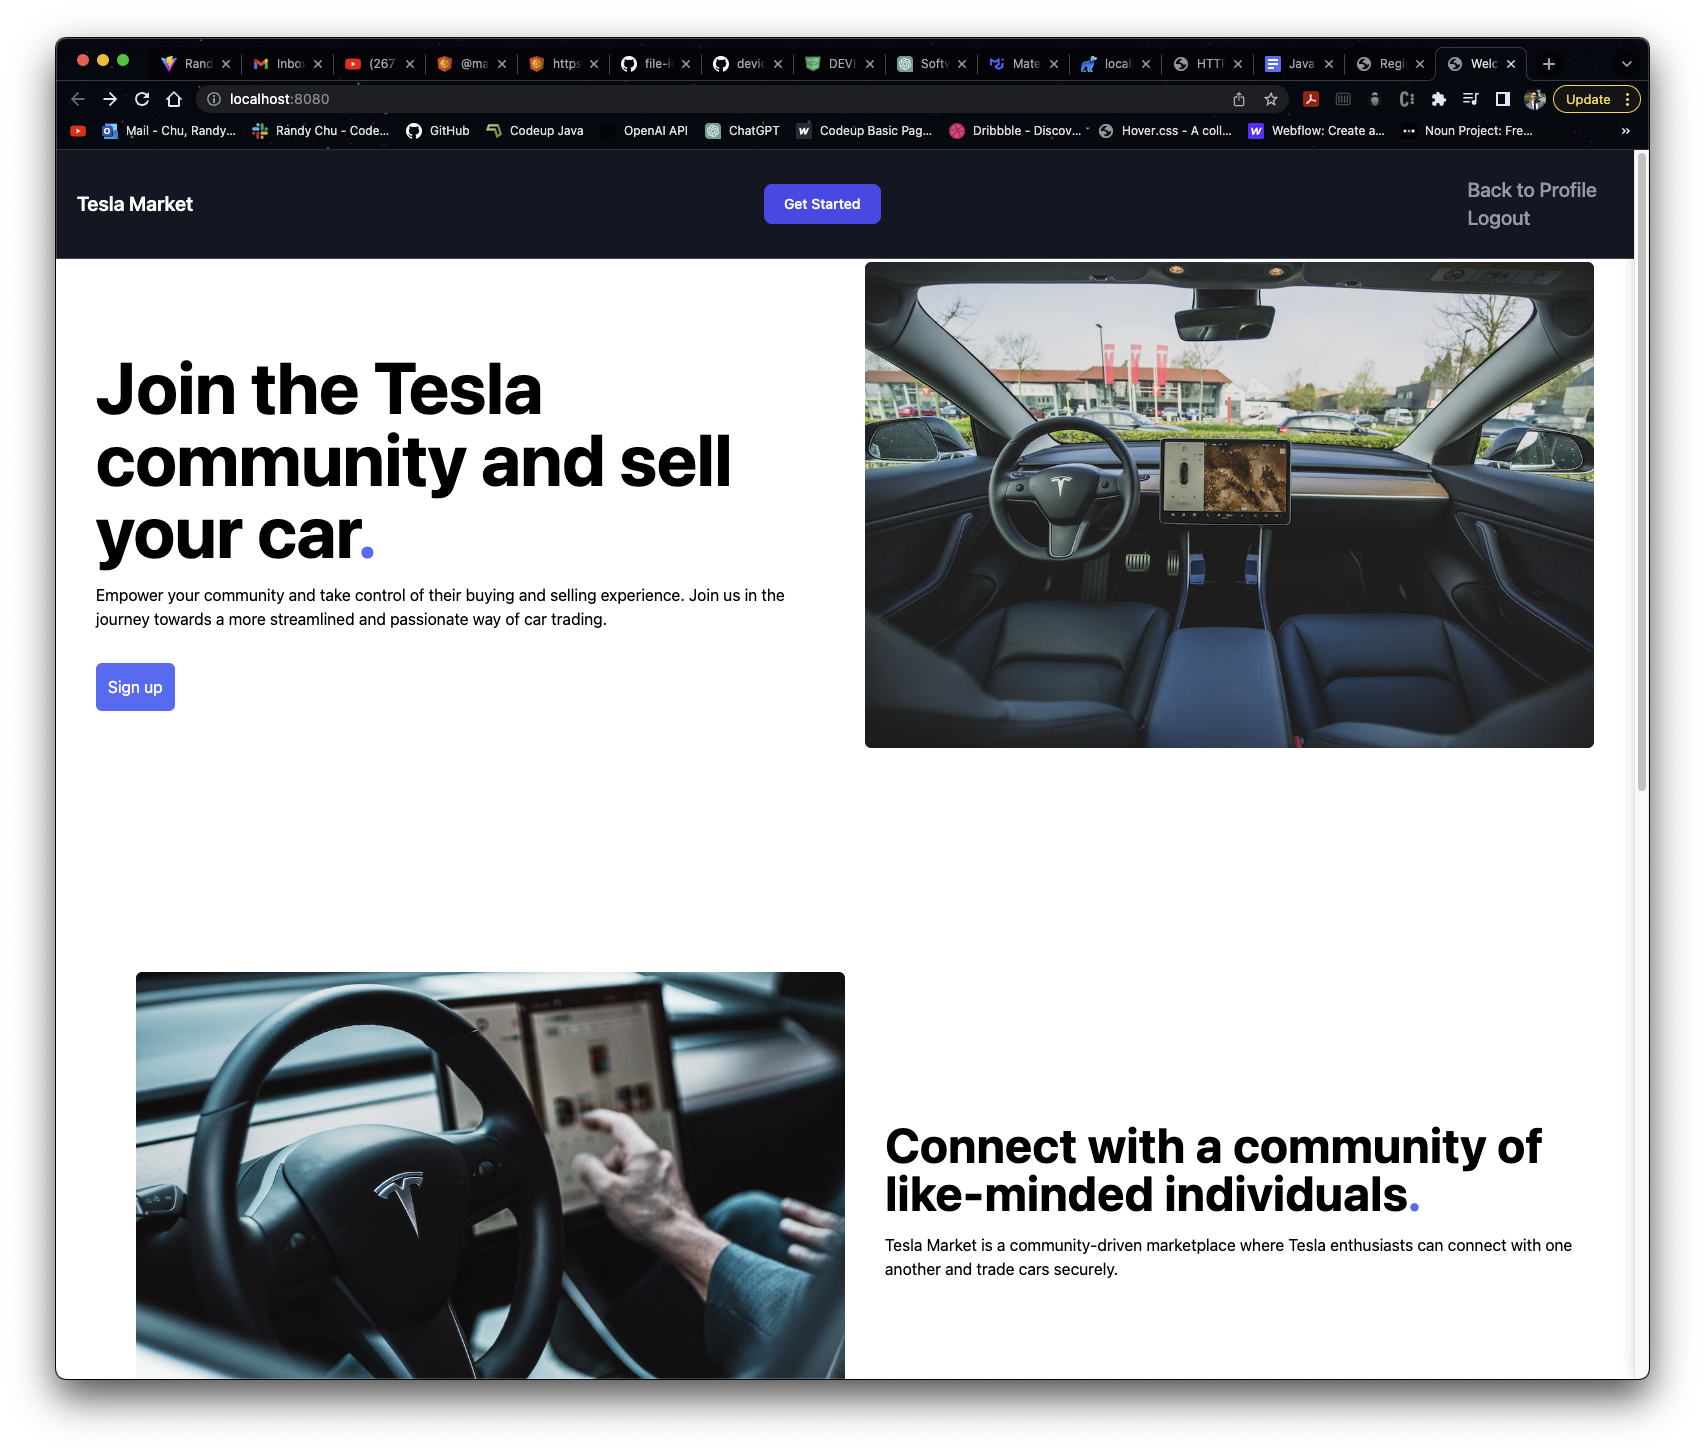 Rand
Inbo
(267
@ma
https
file-i
devic
DEVI
Softw
Mate
locall
HTTP
Java
Regis
Welc
localhost:8080
Update
Mail - Chu, Randy...
Randy Chu - Code...
GitHub
Codeup Java
OpenAI API
ChatGPT
Codeup Basic Pag...
Dribbble - Discov...
Hover.css - A coll...
Webflow: Create a...
Noun Project: Fre...
Tesla Market
Get Started
Back to Profile
Logout
Join the Tesla
community and sell
your car.
Empower your community and take control of their buying and selling experience. Join us in the
journey towards a more streamlined and passionate way of car trading.
Sign up
Connect with a community of
like-minded individuals.
Tesla Market is a community-driven marketplace where Tesla enthusiasts can connect with one
another and trade cars securely.